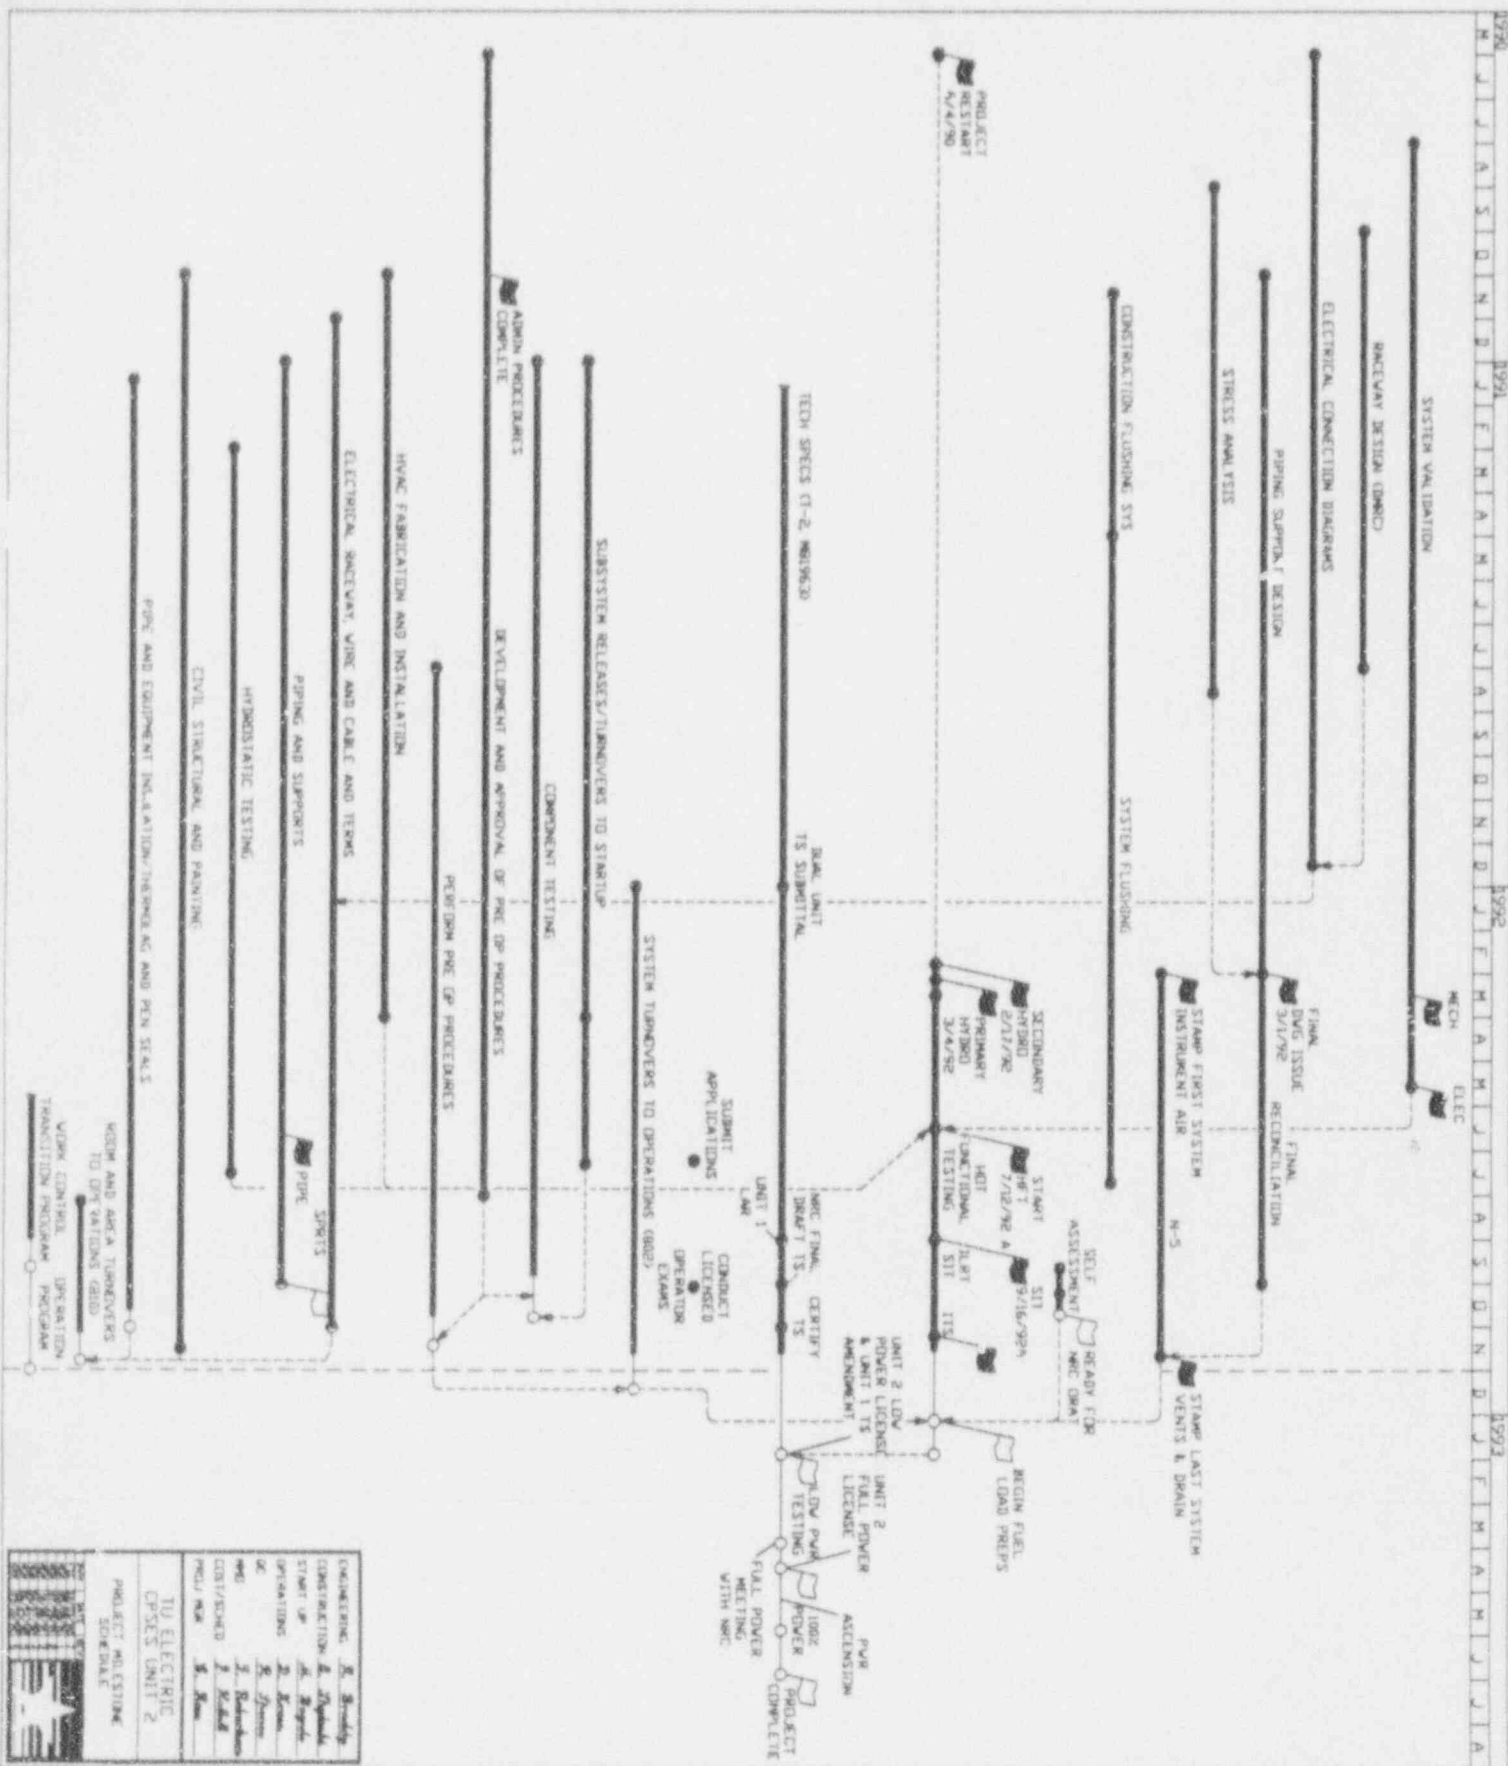 1990
M J J A S O N D
1991
J F M A M J J A S O N D
1992
J F M A M J J A S O N D
1993
J F M A M J J A
SYSTEM VALIDATION
MECH
ELEC
RACEWAY DESIGN (DMRC)
ELECTRICAL CONNECTION DIAGRAMS
PIPING SUPPORT DESIGN
FINAL
DWG ISSUE
3/1/92
FINAL
RECONCILIATION
STRESS ANALYSIS
STAMP FIRST SYSTEM
INSTRUMENT AIR
N-5
STAMP LAST SYSTEM
VENTS & DRAIN
CONSTRUCTION FLUSHING SYS
SYSTEM FLUSHING
SELF
ASSESSMENT
READY FOR
NRC ORAT
PROJECT
RESTART
6/4/90
SECONDARY
HYDRO
2/17/92
PRIMARY
HYDRO
3/4/92
START
HFT
7/12/92 A
HOT
FUNCTIONAL
TESTING
SIT
9/16/92A
ILRT
SIT
BEGIN FUEL
LOAD PREPS
TECH SPECS
DUAL UNIT
TS SUBMITTAL
UNIT 1
LAR
NRC FINAL
DRAFT TS
CERTIFY
TS
UNIT 2 LOW
POWER LICENSE
& UNIT 1 TS
AMENDMENT
LOW PWR
TESTING
UNIT 2
FULL POWER
LICENSE
FULL POWER
MEETING
WITH NRC
100%
POWER
PWR
ASCENSION
PROJECT
COMPLETE
SUBMIT
APPLICATIONS
CONDUCT
LICENSED
OPERATOR
EXAMS
SYSTEM TURNOVERS TO OPERATIONS
SUBSYSTEM RELEASES/TURNOVERS TO STARTUP
COMPONENT TESTING
ADMIN PROCEDURES
COMPLETE
DEVELOPMENT AND APPROVAL OF PRE OP PROCEDURES
PERFORM PRE OP PROCEDURES
HVAC FABRICATION AND INSTALLATION
ELECTRICAL RACEWAY, WIRE AND CABLE AND TERMS
PIPING AND SUPPORTS
PIPE
SPRTS
HYDROSTATIC TESTING
CIVIL STRUCTURAL AND PAINTING
PIPE AND EQUIPMENT INSULATION/THERMOLAG AND PEN SEALS
ROOM AND AREA TURNOVERS
TO OPERATIONS
WORK CONTROL
TRANSITION PROGRAM
OPERATION
PROGRAM
ENGINEERING
CONSTRUCTION
START UP
OPERATIONS
QC
COST/SCHED
PROJ MGR
TU ELECTRIC
CPSES UNIT 2
PROJECT MILESTONE
SCHEDULE